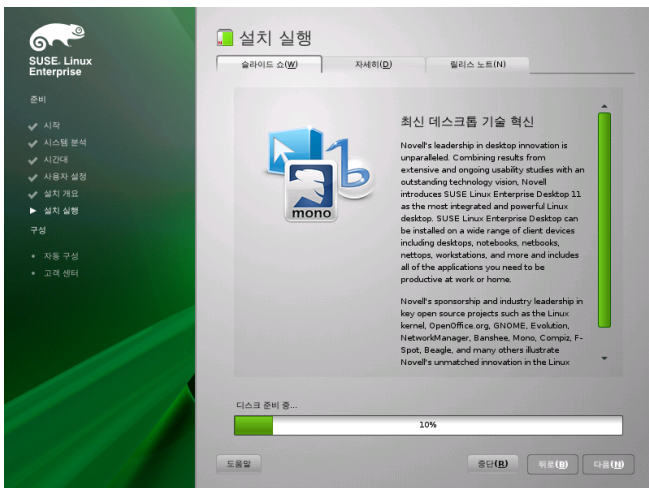 SUSE. Linux
Enterprise
준비
시작
시스템 분석
시간대
사용자 설정
설치 개요
설치 실행
구성
자동 구성
고객 센터
설치 실행
슬라이드 쇼(W)
자세히(D)
릴리스 노트(N)
mono
최신 데스크톱 기술 혁신
Novell's leadership in desktop innovation is
unparalleled. Combining results from
extensive and ongoing usability studies with an
outstanding technology vision, Novell
introduces SUSE Linux Enterprise Desktop 11
as the most integrated and powerful Linux
desktop. SUSE Linux Enterprise Desktop can
be installed on a wide range of client devices
including desktops, notebooks, netbooks,
nettops, workstations, and more and includes
all of the applications you need to be
productive at work or home.
Novell's sponsorship and industry leadership in
key open source projects such as the Linux
kernel, OpenOffice.org, GNOME, Evolution,
NetworkManager, Banshee, Mono, Compiz, F-
Spot, Beagle, and many others illustrate
Novell's unmatched innovation in the Linux
디스크 준비 중...
10%
도움말
중단(R)
뒤로(B)
다음(N)